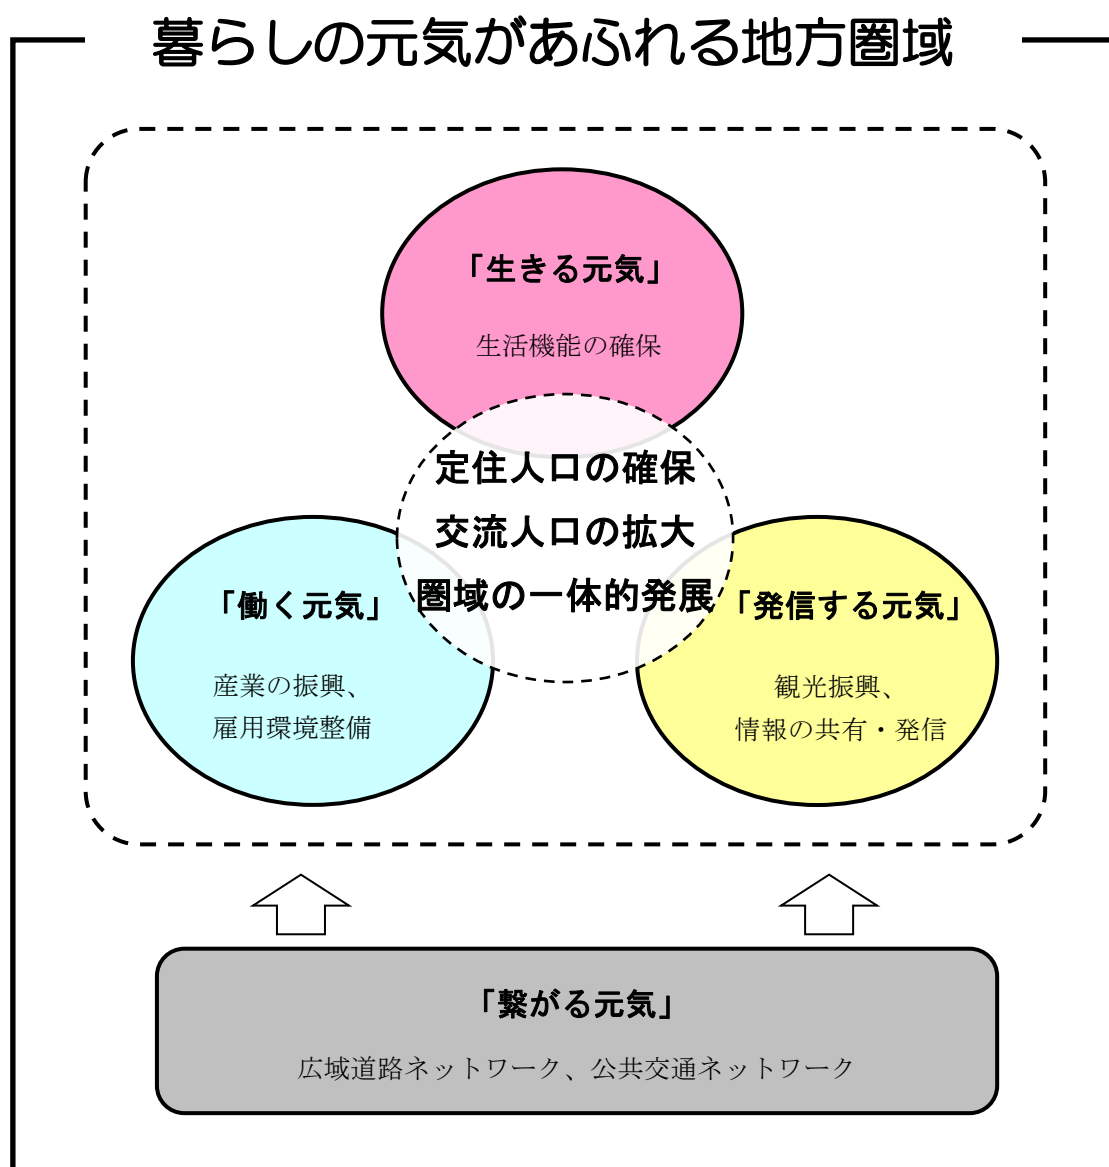 暮らしの元気があふれる地方圏域
「生きる元気」
生活機能の確保
定住人口の確保
交流人口の拡大
圏域の一体的発展
「働く元気」
産業の振興、
雇用環境整備
「発信する元気」
観光振興、
情報の共有・発信
「繋がる元気」
広域道路ネットワーク、公共交通ネットワーク